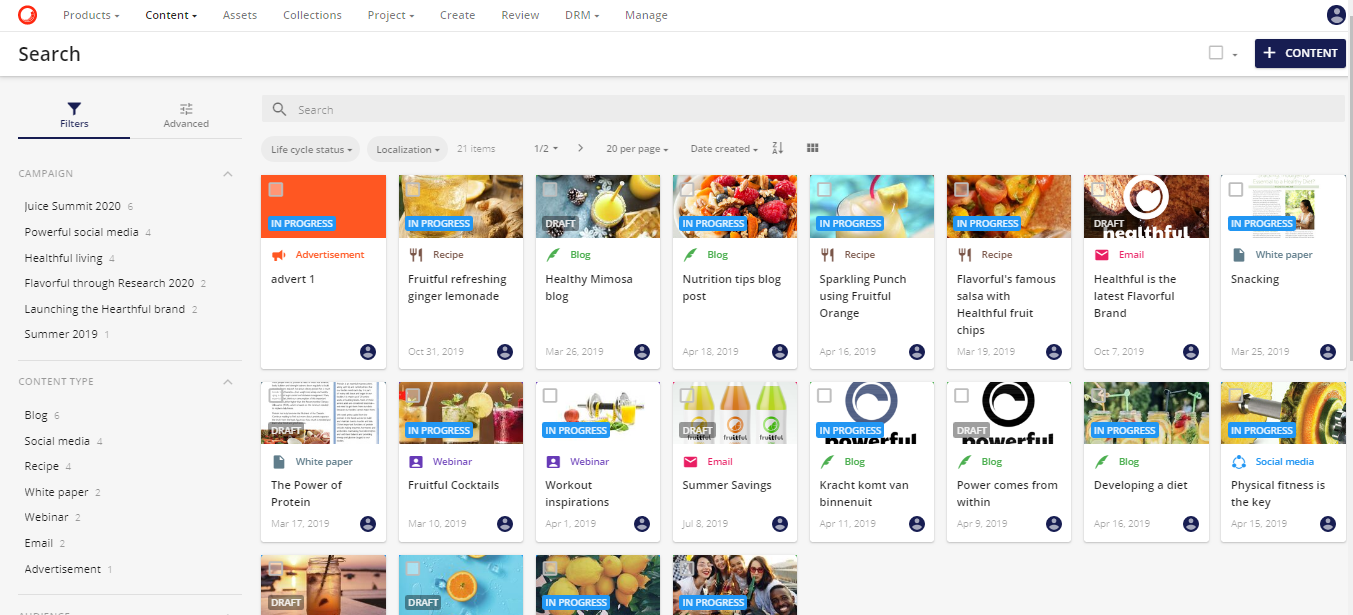 Products
Content
Assets
Collections
Project
Create
Review
DRM
Manage
Search
+ CONTENT
Filters
Advanced
Search
Life cycle status
Localization
21 items
1/2
20 per page
Date created
CAMPAIGN
Juice Summit 2020 6
Powerful social media 4
Healthful living 4
Flavorful through Research 2020 2
Launching the Hearthful brand 2
Summer 2019 1
CONTENT TYPE
Blog 6
Social media 4
Recipe 4
White paper 2
Webinar 2
Email 2
Advertisement 1
AUDIENCE
IN PROGRESS
Advertisement
advert 1
IN PROGRESS
Recipe
Fruitful refreshing
ginger lemonade
Oct 31, 2019
DRAFT
Blog
Healthy Mimosa
blog
Mar 26, 2019
IN PROGRESS
Blog
Nutrition tips blog
post
Apr 18, 2019
IN PROGRESS
Recipe
Sparkling Punch
using Fruitful
Orange
Apr 16, 2019
IN PROGRESS
Recipe
Flavorful's famous
salsa with
Healthful fruit
chips
Mar 19, 2019
DRAFT
healthful
Email
Healthful is the
latest Flavorful
Brand
Oct 7, 2019
IN PROGRESS
White paper
Snacking
Mar 25, 2019
DRAFT
White paper
The Power of
Protein
Mar 17, 2019
IN PROGRESS
Webinar
Fruitful Cocktails
Mar 10, 2019
IN PROGRESS
Webinar
Workout
inspirations
Apr 1, 2019
DRAFT
fruitful
fruitful
fruitful
Email
Summer Savings
Jul 8, 2019
IN PROGRESS
powerful
Blog
Kracht komt van
binnenuit
Apr 11, 2019
DRAFT
powerful
Blog
Power comes from
within
Apr 9, 2019
IN PROGRESS
Blog
Developing a diet
Apr 16, 2019
IN PROGRESS
Social media
Physical fitness is
the key
Apr 15, 2019
DRAFT
DRAFT
IN PROGRESS
IN PROGRESS